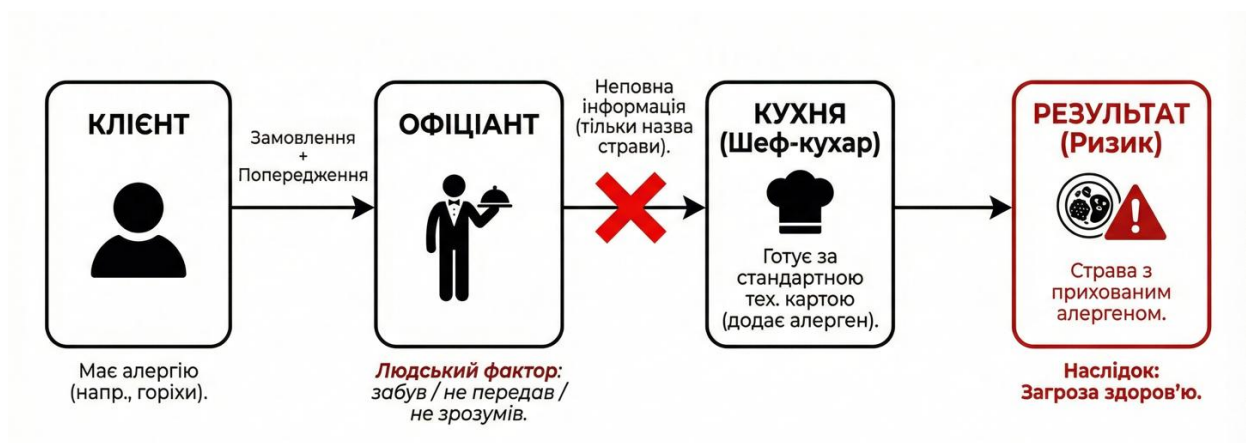 КЛІЄНТ
Має алергію
(напр., горіхи).
Замовлення
+
Попередження
ОФІЦІАНТ
Людський фактор:
забув / не передав /
не зрозумів.
Неповна
інформація
(тільки назва
страви).
КУХНЯ
(Шеф-кухар)
Готує за
стандартною
тех. картою
(додає алерген).
РЕЗУЛЬТАТ
(Ризик)
Страва з
прихованим
алергеном.
Наслідок:
Загроза здоров’ю.